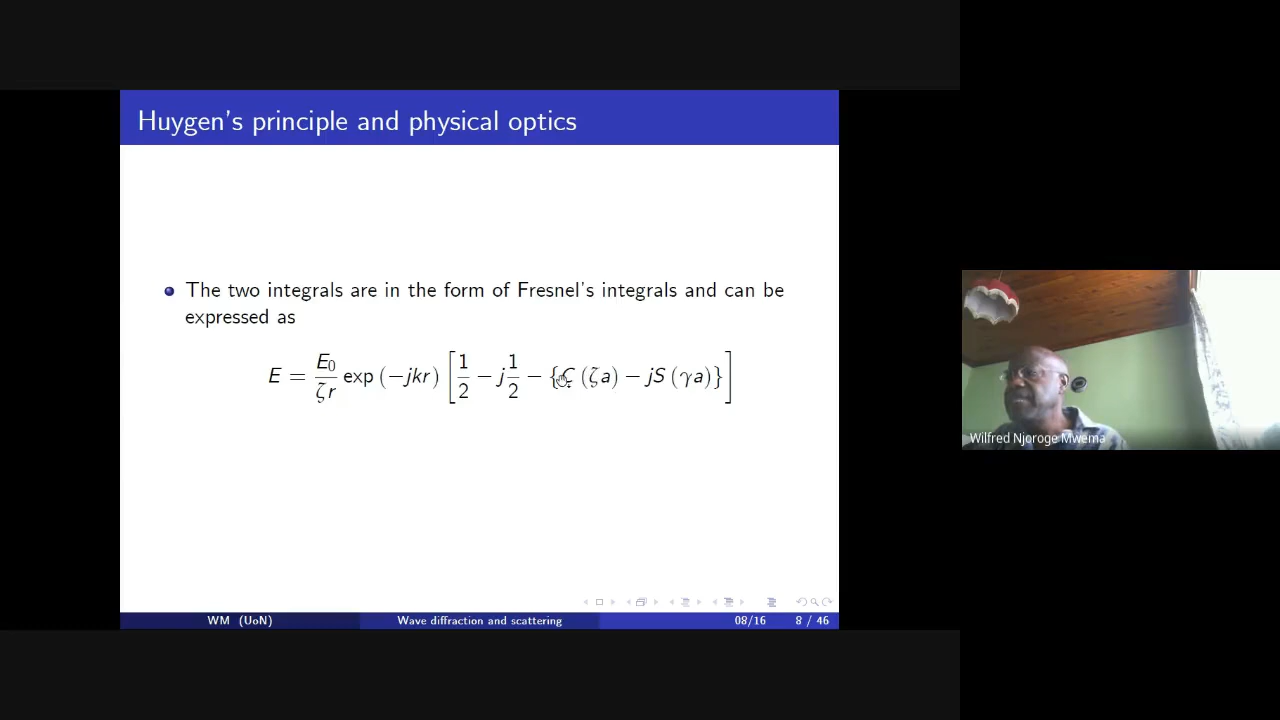 Huygen's principle and physical optics
The two integrals are in the form of Fresnel's integrals and can be
expressed as
E = E₀/ζr exp (−jkr) [1/2 − j 1/2 − {C (ζa) − jS (γa)}]
Wilfred Njoroge Mwema
WM (UoN) Wave diffraction and scattering 08/16 8 / 46